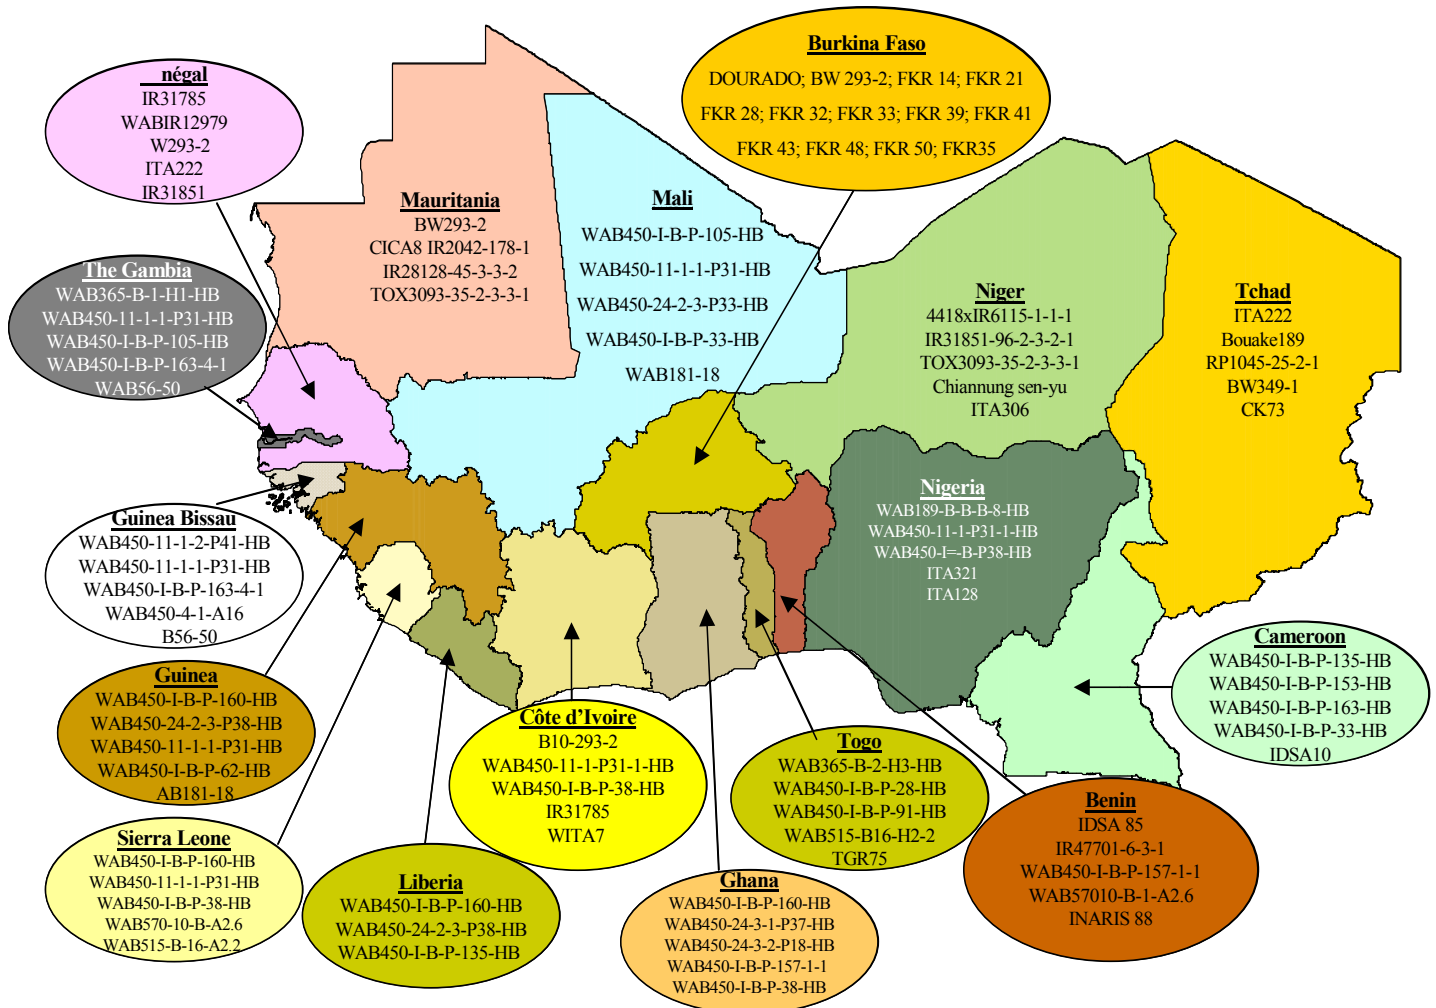 Burkina Faso
DOURADO; BW 293-2; FKR 14; FKR 21
FKR 28; FKR 32; FKR 33; FKR 39; FKR 41
FKR 43; FKR 48; FKR 50; FKR35
négal
IR31785
WABIR12979
W293-2
ITA222
IR31851
Mauritania
BW293-2
CICA8 IR2042-178-1
IR28128-45-3-3-2
TOX3093-35-2-3-3-1
Mali
WAB450-I-B-P-105-HB
WAB450-11-1-1-P31-HB
WAB450-24-2-3-P33-HB
WAB450-I-B-P-33-HB
WAB181-18
The Gambia
WAB365-B-1-H1-HB
WAB450-11-1-1-P31-HB
WAB450-I-B-P-105-HB
WAB450-I-B-P-163-4-1
WAB56-50
Niger
4418xIR6115-1-1-1
IR31851-96-2-3-2-1
TOX3093-35-2-3-3-1
Chiannung sen-yu
ITA306
Tchad
ITA222
Bouake189
RP1045-25-2-1
BW349-1
CK73
Nigeria
WAB189-B-B-B-8-HB
WAB450-11-1-P31-1-HB
WAB450-I=-B-P38-HB
ITA321
ITA128
Guinea Bissau
WAB450-11-1-2-P41-HB
WAB450-11-1-1-P31-HB
WAB450-I-B-P-163-4-1
WAB450-4-1-A16
B56-50
Cameroon
WAB450-I-B-P-135-HB
WAB450-I-B-P-153-HB
WAB450-I-B-P-163-HB
WAB450-I-B-P-33-HB
IDSA10
Guinea
WAB450-I-B-P-160-HB
WAB450-24-2-3-P38-HB
WAB450-11-1-1-P31-HB
WAB450-I-B-P-62-HB
AB181-18
Côte d’Ivoire
B10-293-2
WAB450-11-1-P31-1-HB
WAB450-I-B-P-38-HB
IR31785
WITA7
Togo
WAB365-B-2-H3-HB
WAB450-I-B-P-28-HB
WAB450-I-B-P-91-HB
WAB515-B16-H2-2
TGR75
Benin
IDSA 85
IR47701-6-3-1
WAB450-I-B-P-157-1-1
WAB57010-B-1-A2.6
INARIS 88
Sierra Leone
WAB450-I-B-P-160-HB
WAB450-11-1-1-P31-HB
WAB450-I-B-P-38-HB
WAB570-10-B-A2.6
WAB515-B-16-A2.2
Liberia
WAB450-I-B-P-160-HB
WAB450-24-2-3-P38-HB
WAB450-I-B-P-135-HB
Ghana
WAB450-I-B-P-160-HB
WAB450-24-3-1-P37-HB
WAB450-24-3-2-P18-HB
WAB450-I-B-P-157-1-1
WAB450-I-B-P-38-HB